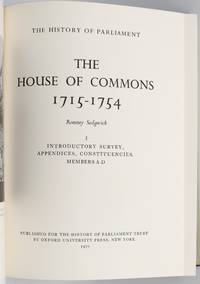 THE HISTORY OF PARLIAMENT
THE
HOUSE OF COMMONS
1715-1754
Romney Sedgwick
I
INTRODUCTORY SURVEY,
APPENDICES, CONSTITUENCIES,
MEMBERS A-D
PUBLISHED FOR THE HISTORY OF PARLIAMENT TRUST
BY OXFORD UNIVERSITY PRESS, NEW YORK